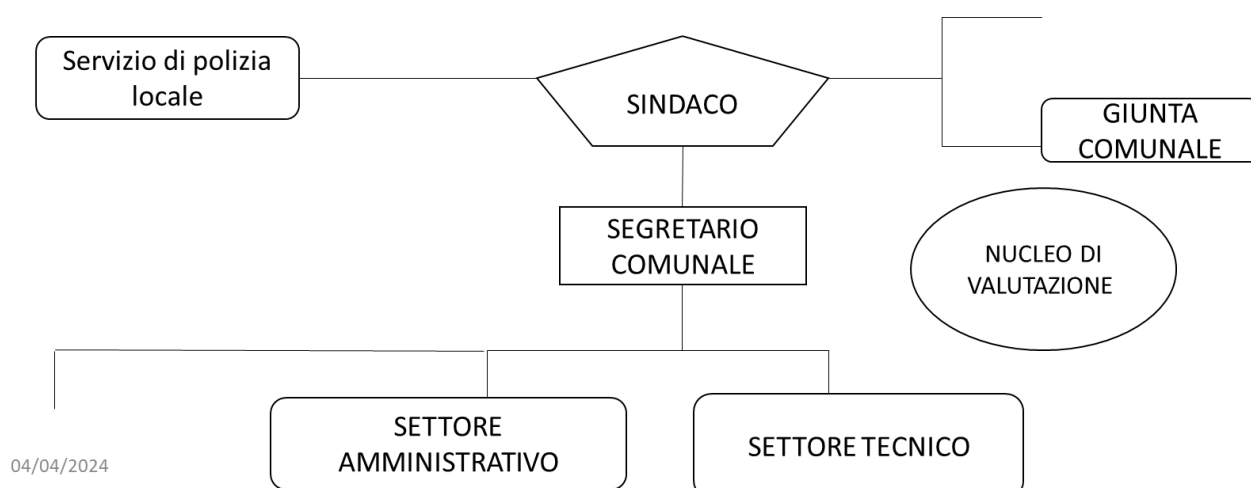 Servizio di polizia
locale
SINDACO
GIUNTA
COMUNALE
SEGRETARIO
COMUNALE
NUCLEO DI
VALUTAZIONE
SETTORE
AMMINISTRATIVO
SETTORE TECNICO
04/04/2024